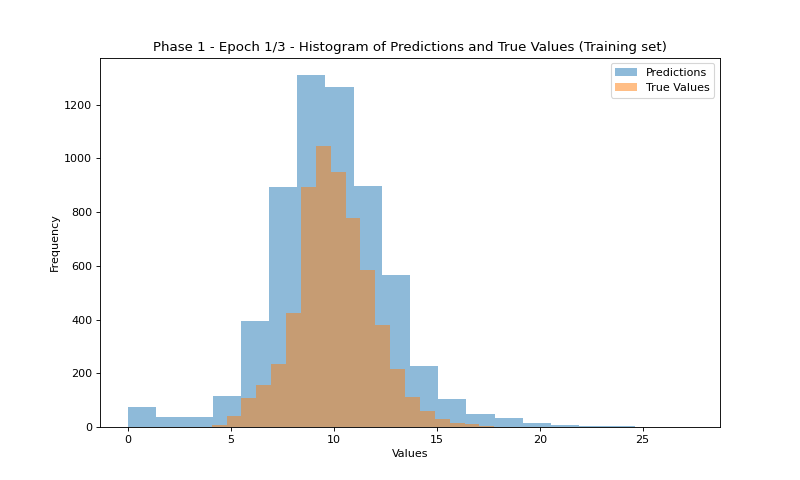 Phase 1 - Epoch 1/3 - Histogram of Predictions and True Values (Training set)
Predictions
True Values
1200
1000
800
600
400
200
0
Frequency
0 5 10 15 20 25
Values